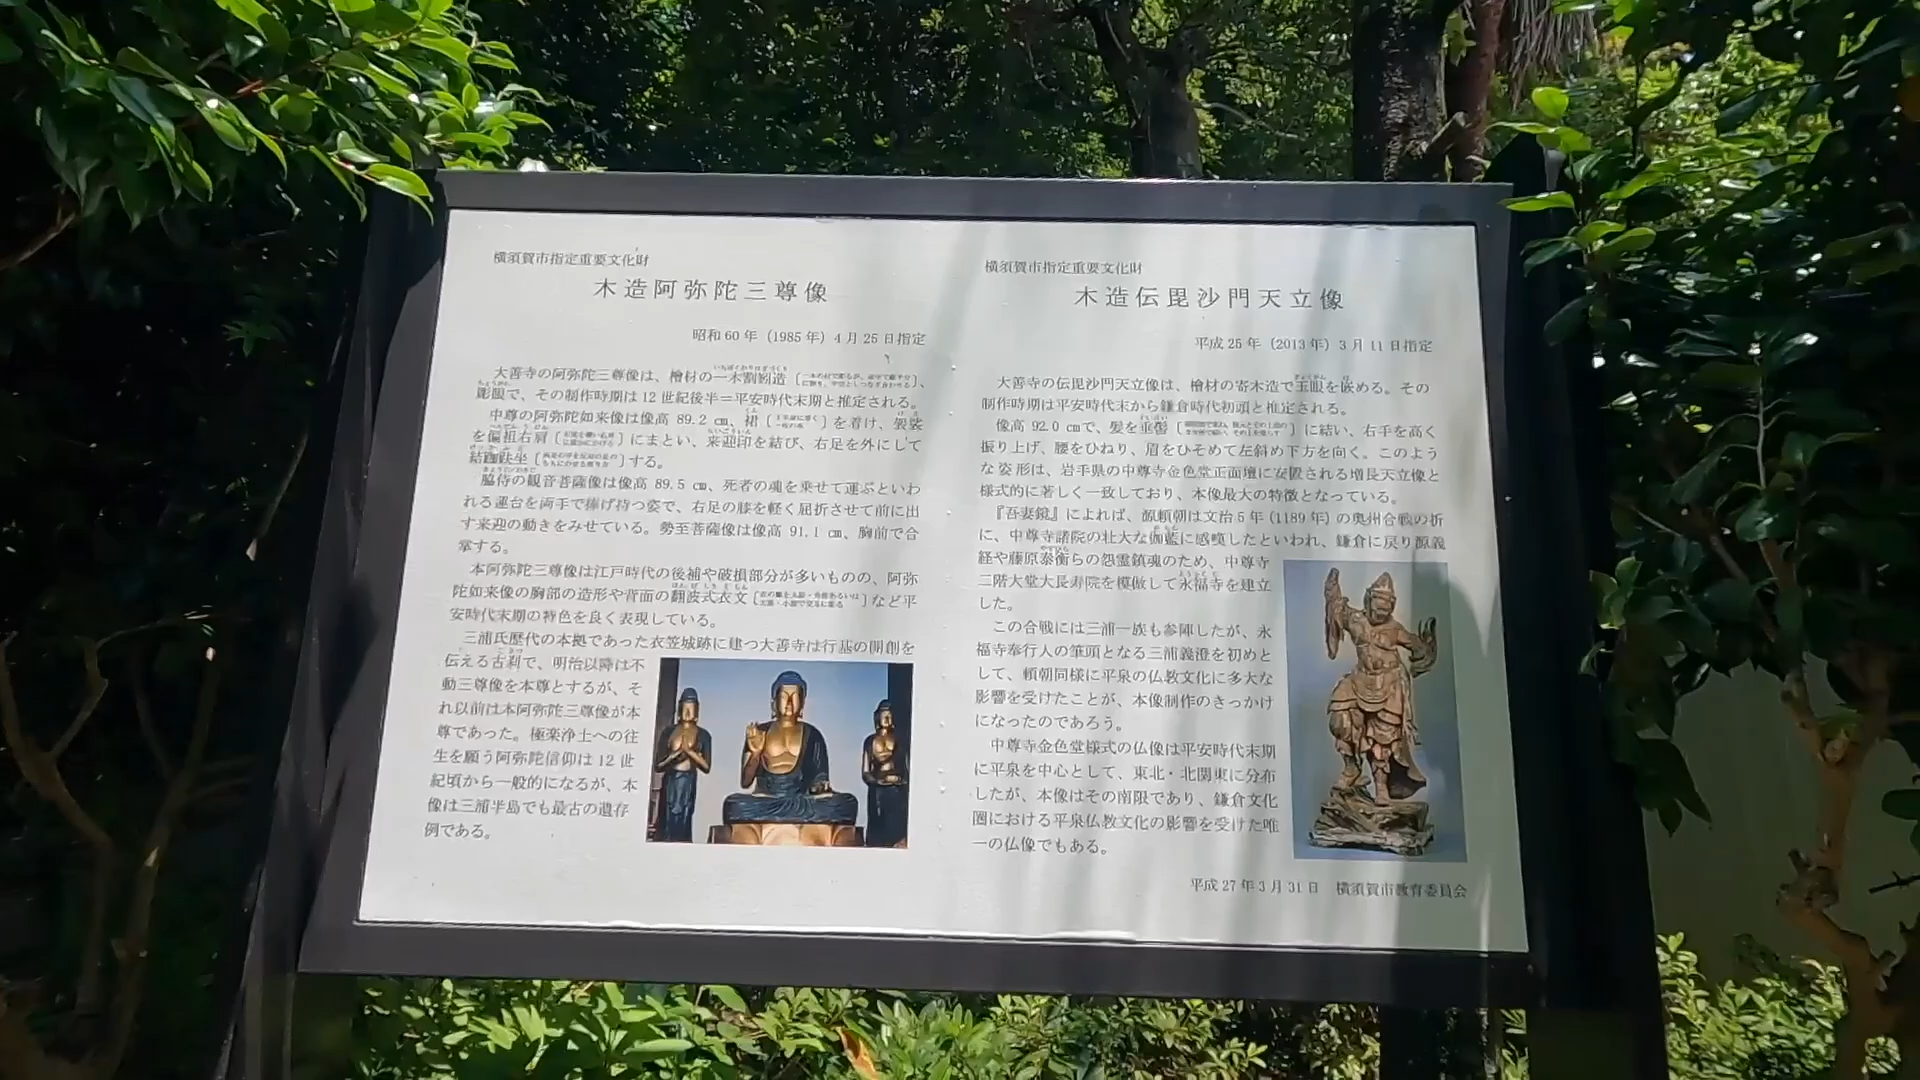 横須賀市指定重要文化財
木造阿弥陀三尊像
昭和60年（1985年）4月25日指定
大善寺の阿弥陀三尊像は、檜材の一木割矧造
彫眼で、その制作時期は12世紀後半＝平安時代末期と推定される。
中尊の阿弥陀如来像は像高 89.2 ㎝、裙 を着け、袈裟
を偏袒右肩 にまとい、来迎印を結び、右足を外にして
結跏趺坐 する。
脇侍の観音菩薩像は像高 89.5 ㎝、死者の魂を乗せて運ぶといわ
れる蓮台を両手で捧げ持つ姿で、右足の膝を軽く屈折させて前に出
す来迎の動きをみせている。勢至菩薩像は像高 91.1 ㎝、胸前で合
掌する。
本阿弥陀三尊像は江戸時代の後補や破損部分が多いものの、阿弥
陀如来像の胸部の造形や背面の翻波式衣文 など平
安時代末期の特色を良く表現している。
三浦氏歴代の本拠であった衣笠城跡に建つ大善寺は行基の開創を
伝える古刹で、明治以降は不
動三尊像を本尊とするが、そ
れ以前は本阿弥陀三尊像が本
尊であった。極楽浄土への往
生を願う阿弥陀信仰は12世
紀頃から一般的になるが、本
像は三浦半島でも最古の遺存
例である。
横須賀市指定重要文化財
木造伝毘沙門天立像
平成25年（2013年）3月11日指定
大善寺の伝毘沙門天立像は、檜材の寄木造で玉眼を嵌める。その
制作時期は平安時代末から鎌倉時代初頭と推定される。
像高 92.0 ㎝で、髪を垂髻 に結い、右手を高く
振り上げ、腰をひねり、眉をひそめて左斜め下方を向く。このよう
な姿形は、岩手県の中尊寺金色堂正面壇に安置される増長天立像と
様式的に著しく一致しており、本像最大の特徴となっている。
『吾妻鏡』によれば、源頼朝は文治5年（1189年）の奥州合戦の折
に、中尊寺諸院の壮大な伽藍に感嘆したといわれ、鎌倉に戻り源義
経や藤原泰衡らの怨霊鎮魂のため、中尊寺
二階大堂大長寿院を模倣して永福寺を建立
した。
この合戦には三浦一族も参陣したが、永
福寺奉行人の筆頭となる三浦義澄を初めと
して、頼朝同様に平泉の仏教文化に多大な
影響を受けたことが、本像制作のきっかけ
になったのであろう。
中尊寺金色堂様式の仏像は平安時代末期
に平泉を中心として、東北・北関東に分布
したが、本像はその南限であり、鎌倉文化
圏における平泉仏教文化の影響を受けた唯
一の仏像でもある。
平成27年3月31日　横須賀市教育委員会